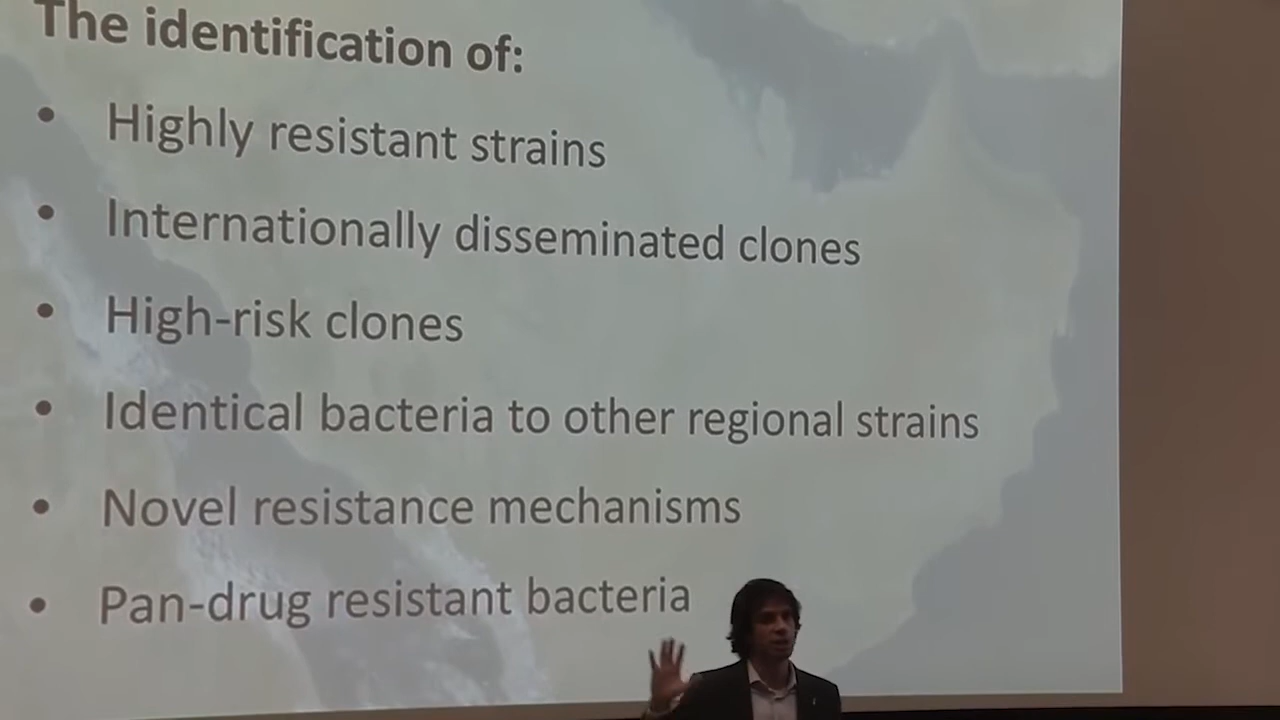 The identification of:
• Highly resistant strains
• Internationally disseminated clones
• High-risk clones
• Identical bacteria to other regional strains
• Novel resistance mechanisms
• Pan-drug resistant bacteria